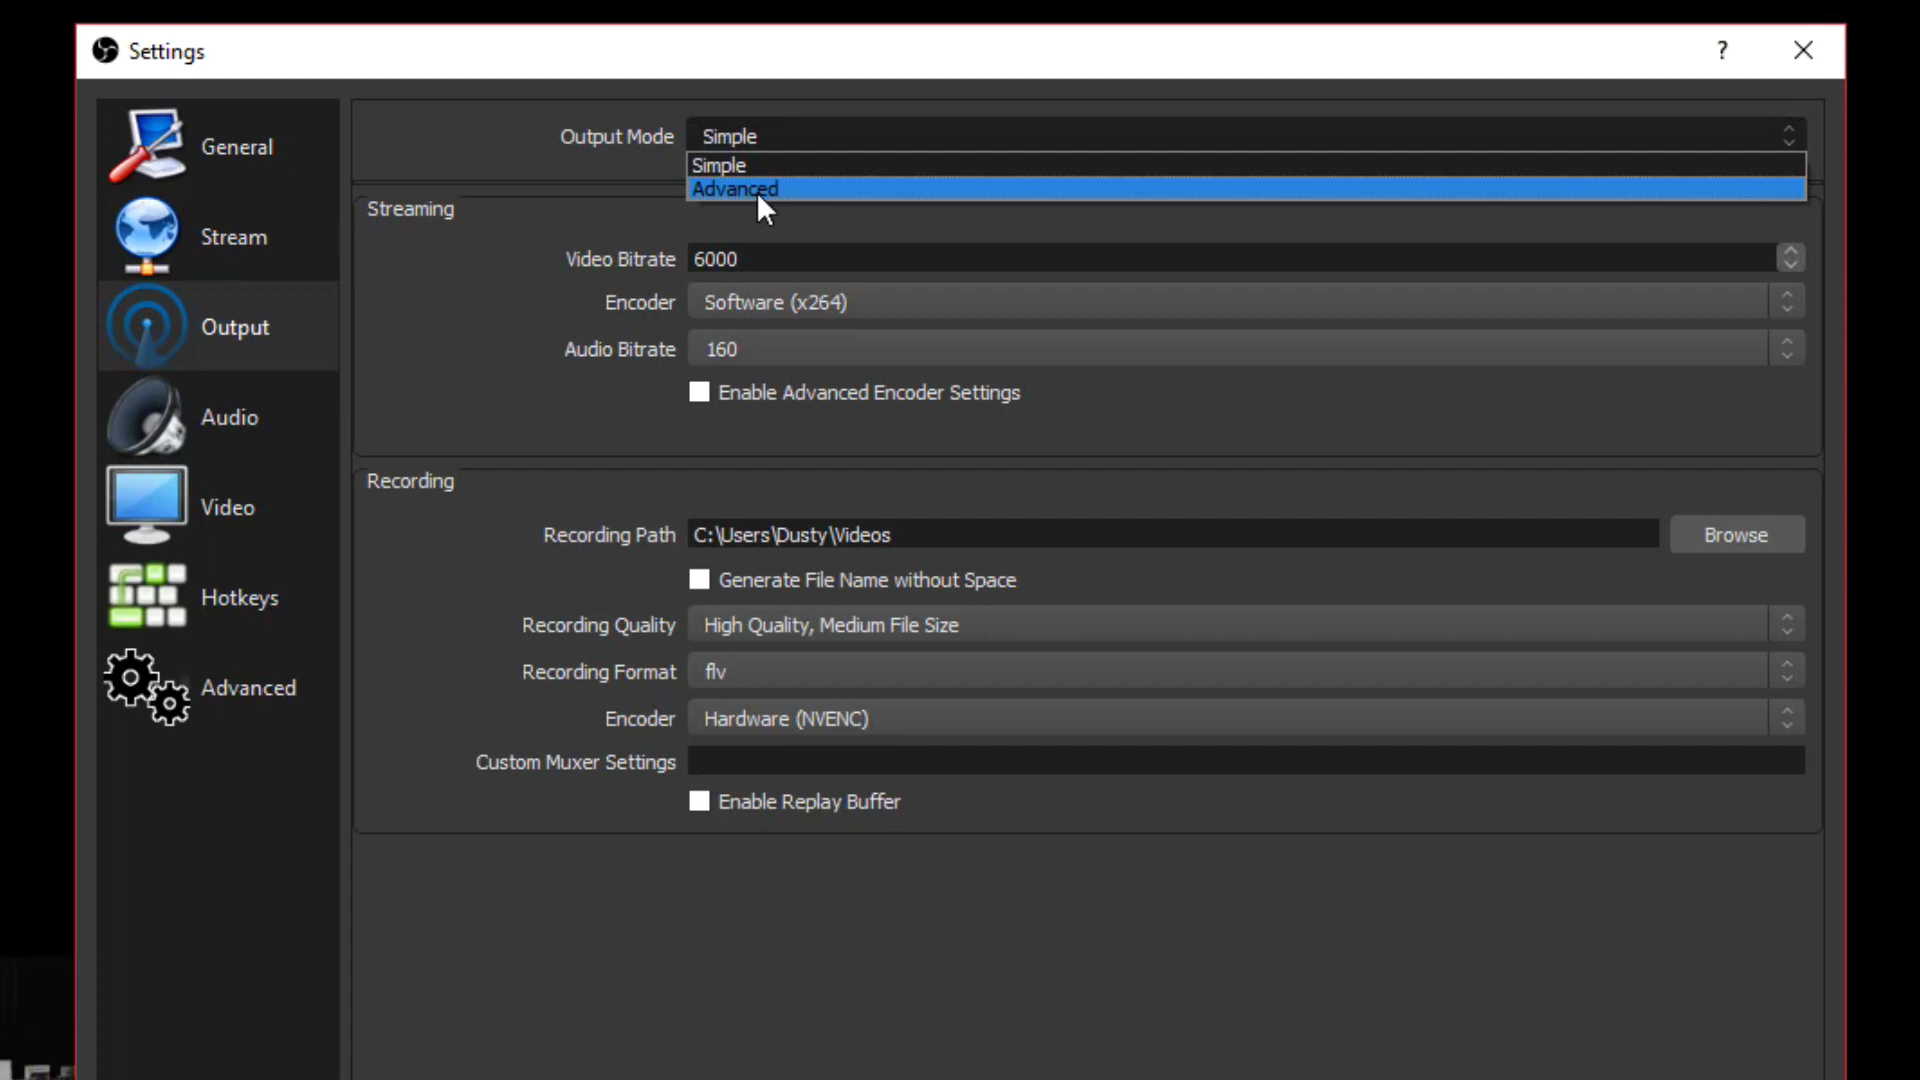 Settings
?
General
Stream
Output
Audio
Video
Hotkeys
Advanced
Output Mode Simple
Simple
Advanced
Streaming
Video Bitrate 6000
Encoder Software (x264)
Audio Bitrate 160
Enable Advanced Encoder Settings
Recording
Recording Path C:\Users\Dusty\Videos Browse
Generate File Name without Space
Recording Quality High Quality, Medium File Size
Recording Format flv
Encoder Hardware (NVENC)
Custom Muxer Settings
Enable Replay Buffer